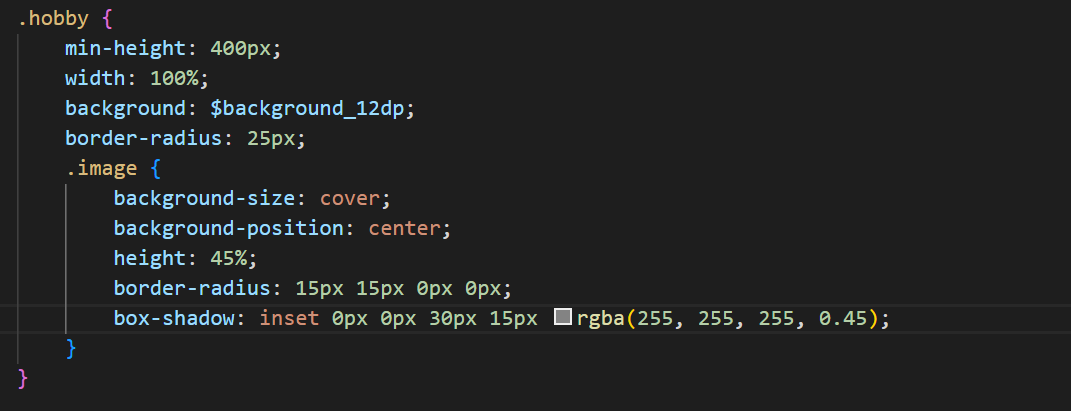 .hobby {
    min-height: 400px;
    width: 100%;
    background: $background_12dp;
    border-radius: 25px;
    .image {
        background-size: cover;
        background-position: center;
        height: 45%;
        border-radius: 15px 15px 0px 0px;
        box-shadow: inset 0px 0px 30px 15px rgba(255, 255, 255, 0.45);
    }
}